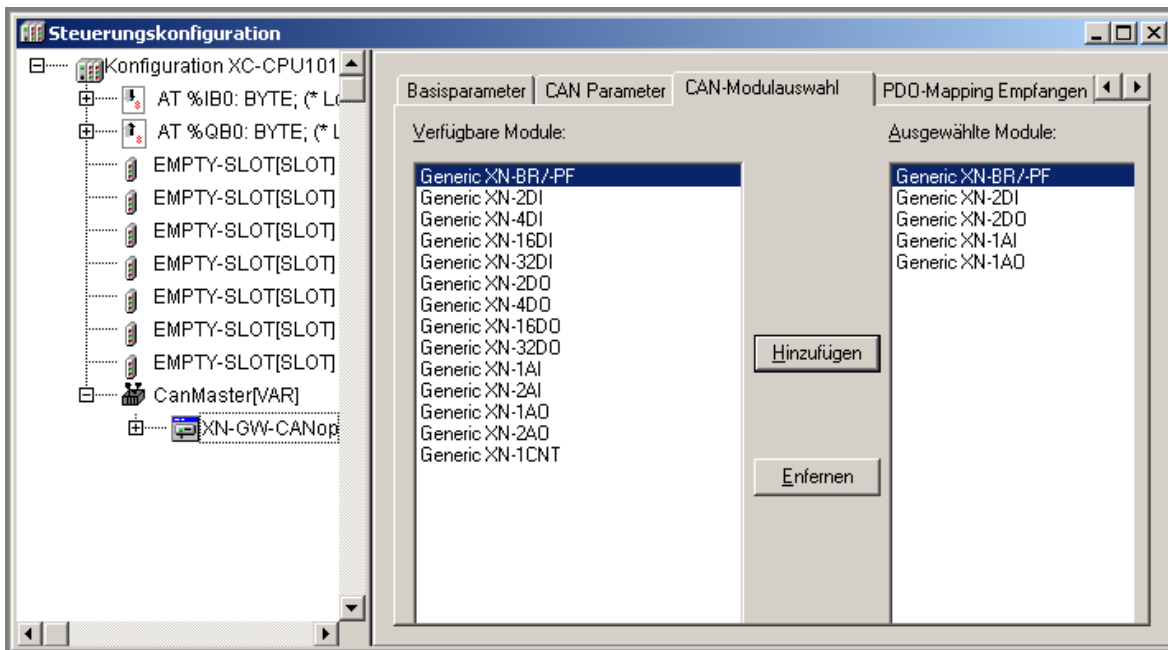 Steuerungskonfiguration
Konfiguration XC-CPU101
AT %IB0: BYTE; (* Lo
AT %QB0: BYTE; (* L
EMPTY-SLOT[SLOT]
EMPTY-SLOT[SLOT]
EMPTY-SLOT[SLOT]
EMPTY-SLOT[SLOT]
EMPTY-SLOT[SLOT]
EMPTY-SLOT[SLOT]
EMPTY-SLOT[SLOT]
CanMaster[VAR]
XN-GW-CANop
Basisparameter CAN Parameter CAN-Modulauswahl PDO-Mapping Empfangen
Verfügbare Module:
Generic XN-BR/-PF
Generic XN-2DI
Generic XN-4DI
Generic XN-16DI
Generic XN-32DI
Generic XN-2DO
Generic XN-4DO
Generic XN-16DO
Generic XN-32DO
Generic XN-1AI
Generic XN-2AI
Generic XN-1AO
Generic XN-2AO
Generic XN-1CNT
Hinzufügen
Enfernen
Ausgewählte Module:
Generic XN-BR/-PF
Generic XN-2DI
Generic XN-2DO
Generic XN-1AI
Generic XN-1AO